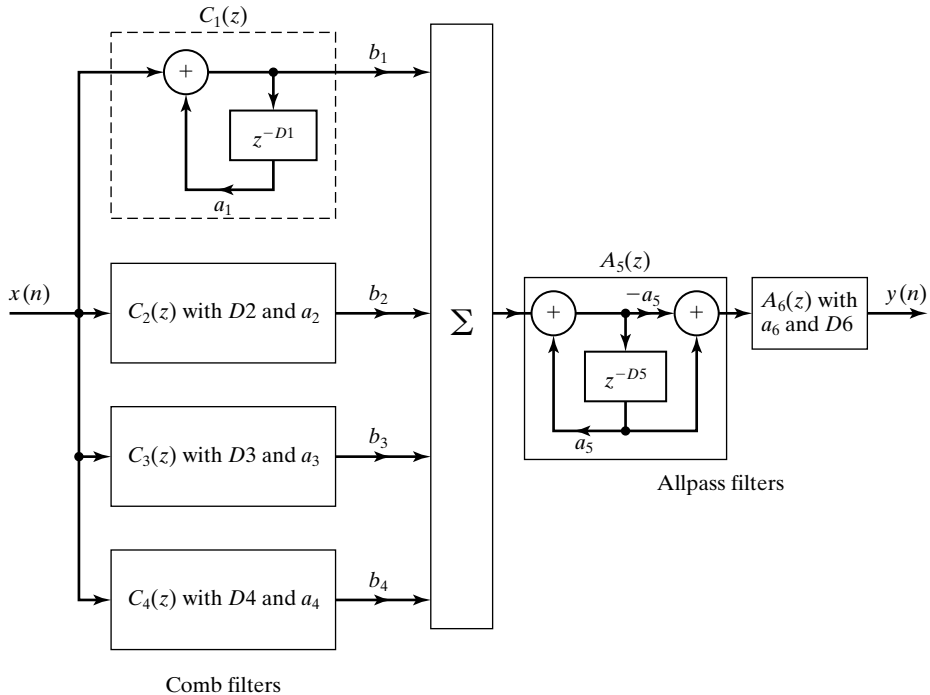 C₁(z)
b₁
+
z⁻ᴰ¹
a₁
x(n)
C₂(z) with D2 and a₂
b₂
Σ
A₅(z)
+
−a₅
+
z⁻ᴰ⁵
a₅
A₆(z) with
a₆ and D6
y(n)
C₃(z) with D3 and a₃
b₃
Allpass filters
C₄(z) with D4 and a₄
b₄
Comb filters